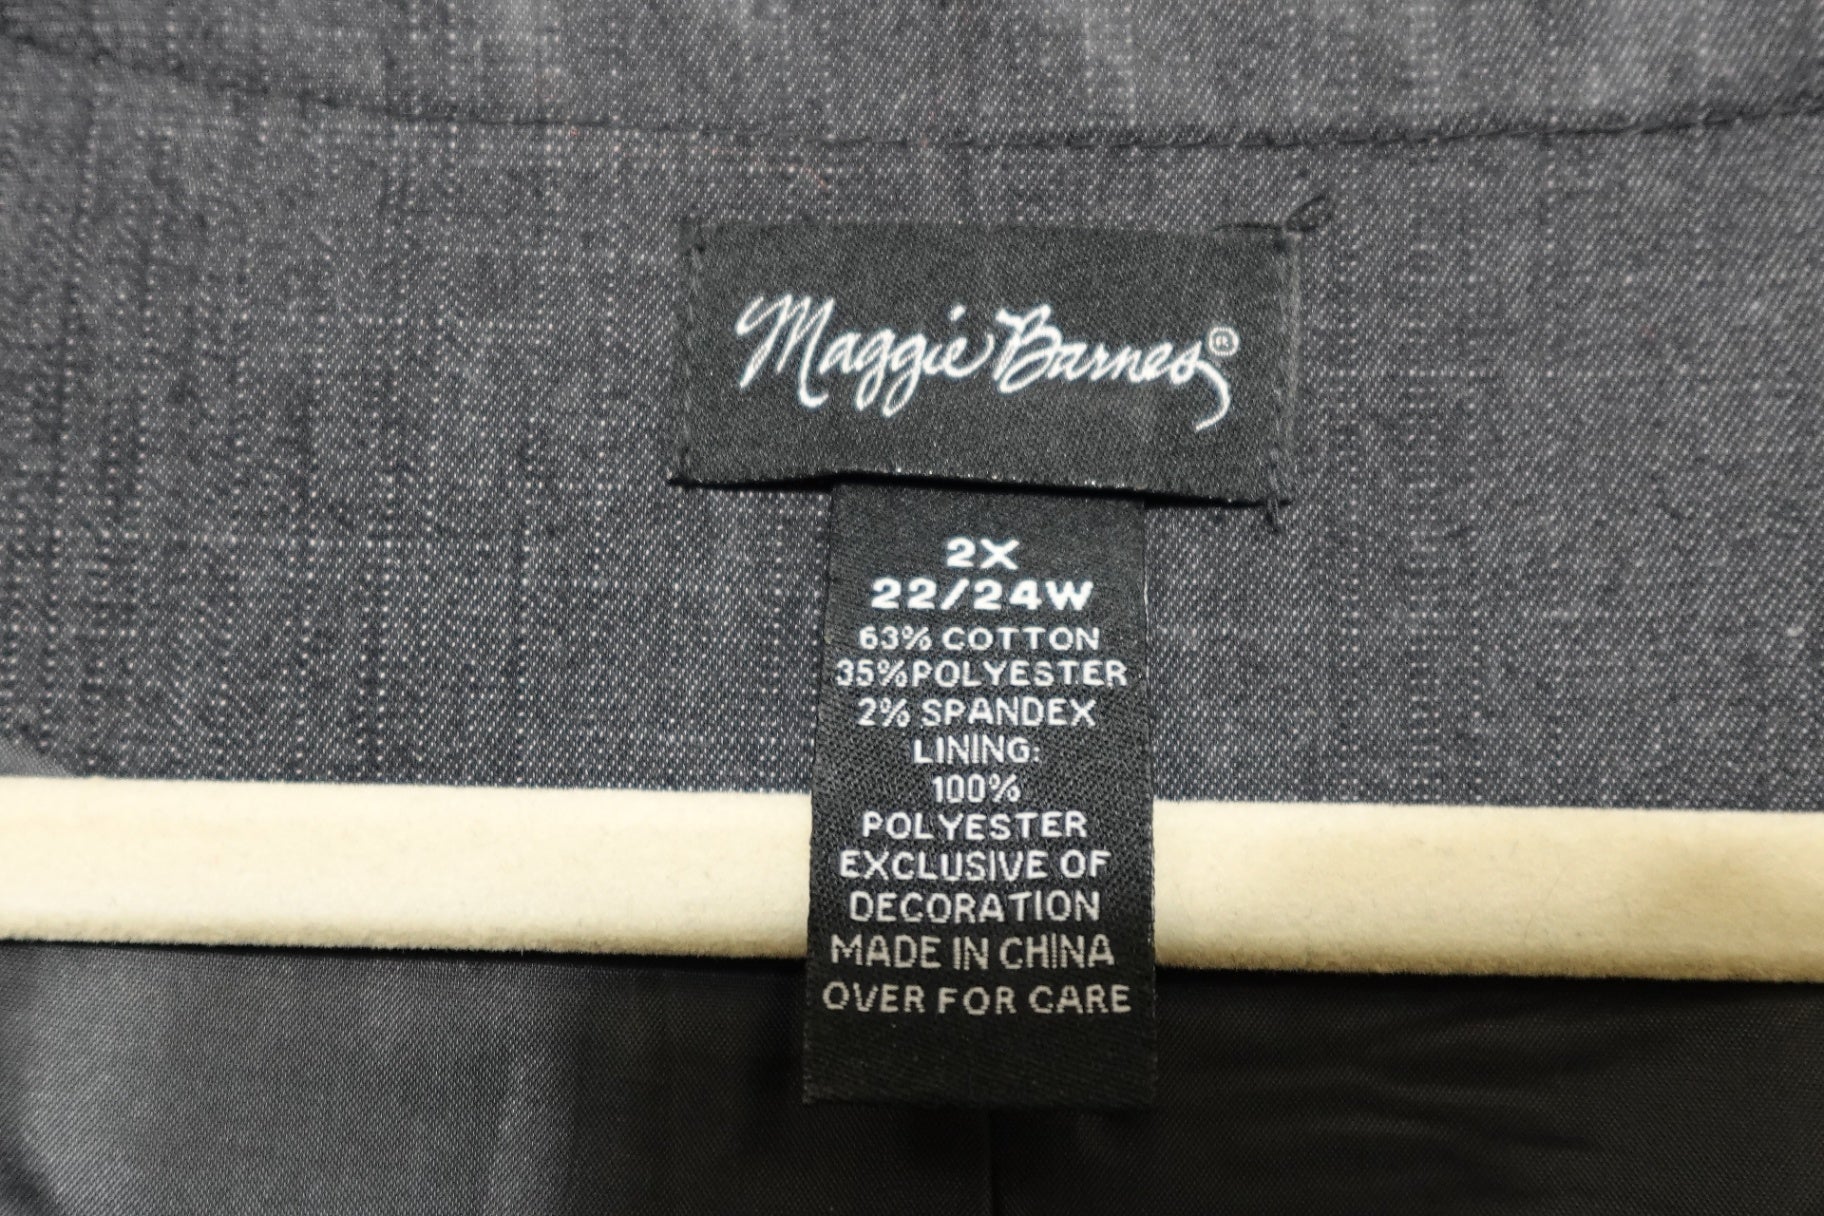 Maggie Barnes®
2X
22/24W
63% COTTON
35% POLYESTER
2% SPANDEX
LINING:
100%
POLYESTER
EXCLUSIVE OF
DECORATION
MADE IN CHINA
OVER FOR CARE